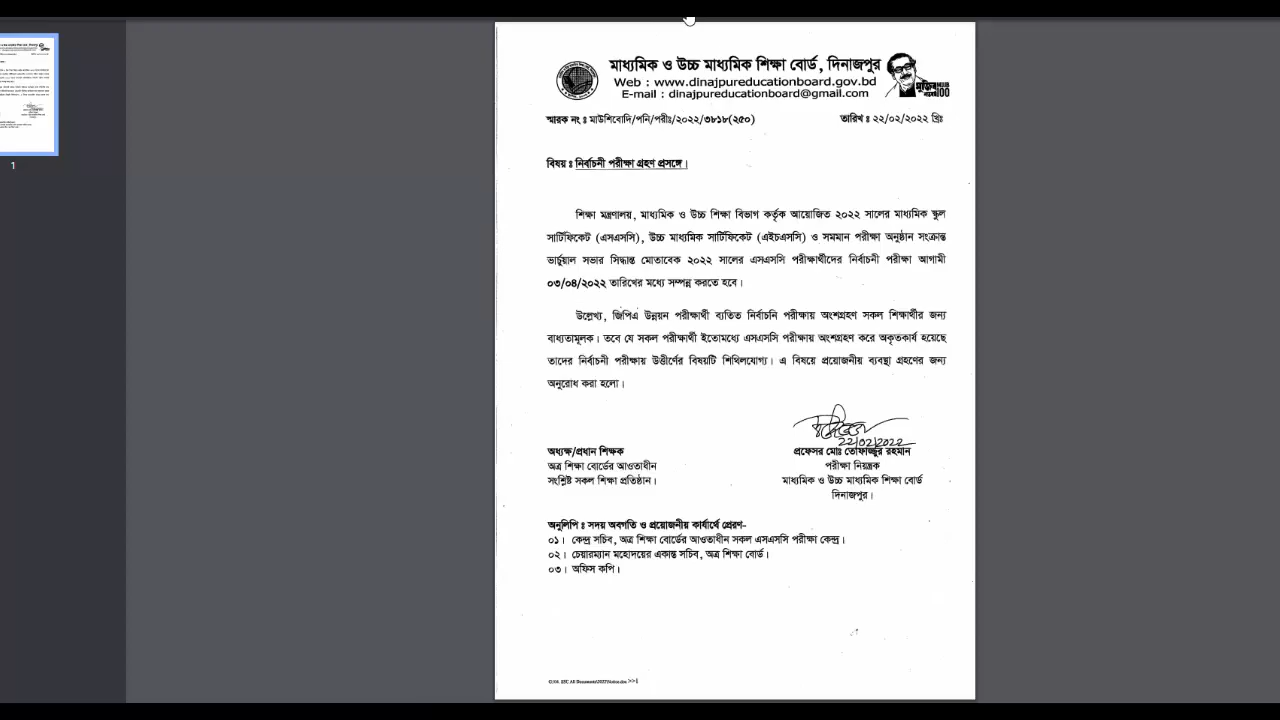 মাধ্যমিক ও উচ্চ মাধ্যমিক শিক্ষা বোর্ড, দিনাজপুর
Web : www.dinajpureducationboard.gov.bd
E-mail : dinajpureducationboard@gmail.com
মুজিব 100
স্মারক নং ঃ মাউশিবোদি/পনি/পরীঃ/২০২২/৩৮১৮(২৫০)
তারিখ ঃ ২২/০২/২০২২ খ্রিঃ
বিষয় ঃ নির্বাচনী পরীক্ষা গ্রহণ প্রসঙ্গে।
শিক্ষা মন্ত্রণালয়, মাধ্যমিক ও উচ্চ শিক্ষা বিভাগ কর্তৃক আয়োজিত ২০২২ সালের মাধ্যমিক স্কুল
সার্টিফিকেট (এসএসসি), উচ্চ মাধ্যমিক সার্টিফিকেট (এইচএসসি) ও সমমান পরীক্ষা অনুষ্ঠান সংক্রান্ত
ভার্চুয়াল সভার সিদ্ধান্ত মোতাবেক ২০২২ সালের এসএসসি পরীক্ষার্থীদের নির্বাচনী পরীক্ষা আগামী
০৩/০৪/২০২২ তারিখের মধ্যে সম্পন্ন করতে হবে।
উল্লেখ্য, জিপিএ উন্নয়ন পরীক্ষার্থী ব্যতিত নির্বাচনি পরীক্ষায় অংশগ্রহণ সকল শিক্ষার্থীর জন্য
বাধ্যতামূলক। তবে যে সকল পরীক্ষার্থী ইতোমধ্যে এসএসসি পরীক্ষায় অংশগ্রহণ করে অকৃতকার্য হয়েছে
তাদের নির্বাচনী পরীক্ষায় উত্তীর্ণের বিষয়টি শিথিলযোগ্য। এ বিষয়ে প্রয়োজনীয় ব্যবস্থা গ্রহণের জন্য
অনুরোধ করা হলো।
22/02/2022
অধ্যক্ষ/প্রধান শিক্ষক
অত্র শিক্ষা বোর্ডের আওতাধীন
সংশ্লিষ্ট সকল শিক্ষা প্রতিষ্ঠান।
প্রফেসর মোঃ তোফাজ্জুর রহমান
পরীক্ষা নিয়ন্ত্রক
মাধ্যমিক ও উচ্চ মাধ্যমিক শিক্ষা বোর্ড
দিনাজপুর।
অনুলিপি ঃ সদয় অবগতি ও প্রয়োজনীয় কার্যার্থে প্রেরণ-
০১। কেন্দ্র সচিব, অত্র শিক্ষা বোর্ডের আওতাধীন সকল এসএসসি পরীক্ষা কেন্দ্র।
০২। চেয়ারম্যান মহোদয়ের একান্ত সচিব, অত্র শিক্ষা বোর্ড।
০৩। অফিস কপি।
1